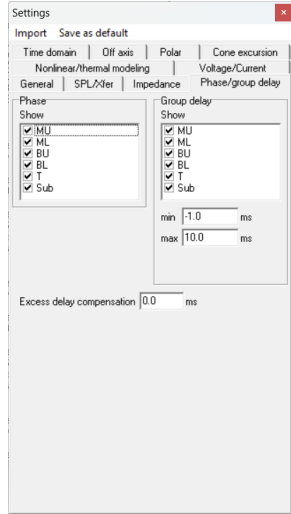 Settings
Import Save as default
Time domain Off axis Polar Cone excursion
Nonlinear/thermal modeling Voltage/Current
General SPL/Xfer Impedance Phase/group delay
Phase
Show
MU
ML
BU
BL
T
Sub
Group delay
Show
MU
ML
BU
BL
T
Sub
min -1.0 ms
max 10.0 ms
Excess delay compensation 0.0 ms